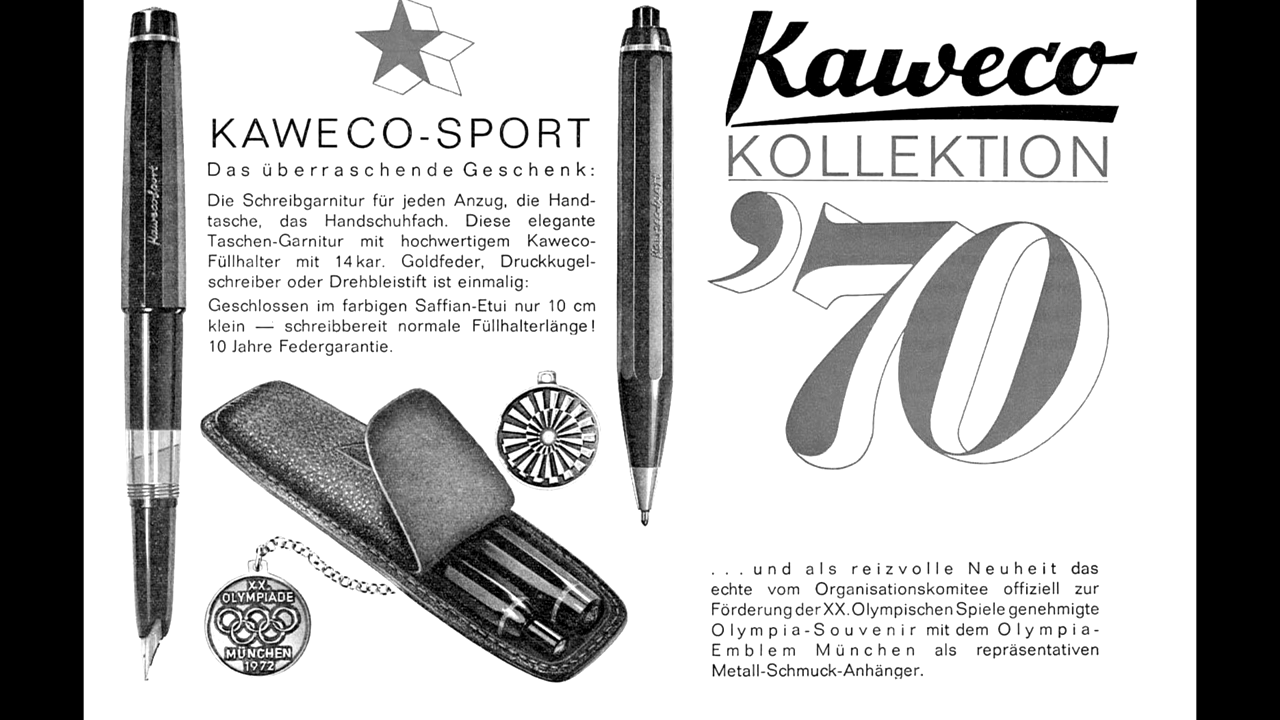 KAWECO-SPORT
Das überraschende Geschenk:
Die Schreibgarnitur für jeden Anzug, die Hand-
tasche, das Handschuhfach. Diese elegante
Taschen-Garnitur mit hochwertigem Kaweco-
Füllhalter mit 14 kar. Goldfeder, Druckkugel-
schreiber oder Drehbleistift ist einmalig:
Geschlossen im farbigen Saffian-Etui nur 10 cm
klein — schreibbereit normale Füllhalterlänge!
10 Jahre Federgarantie.
Kaweco Sport
XX.
OLYMPIADE
MÜNCHEN
1972
Kaweco
KOLLEKTION
'70
...und als reizvolle Neuheit das
echte vom Organisationskomitee offiziell zur
Förderung der XX. Olympischen Spiele genehmigte
Olympia-Souvenir mit dem Olympia-
Emblem München als repräsentativen
Metall-Schmuck-Anhänger.